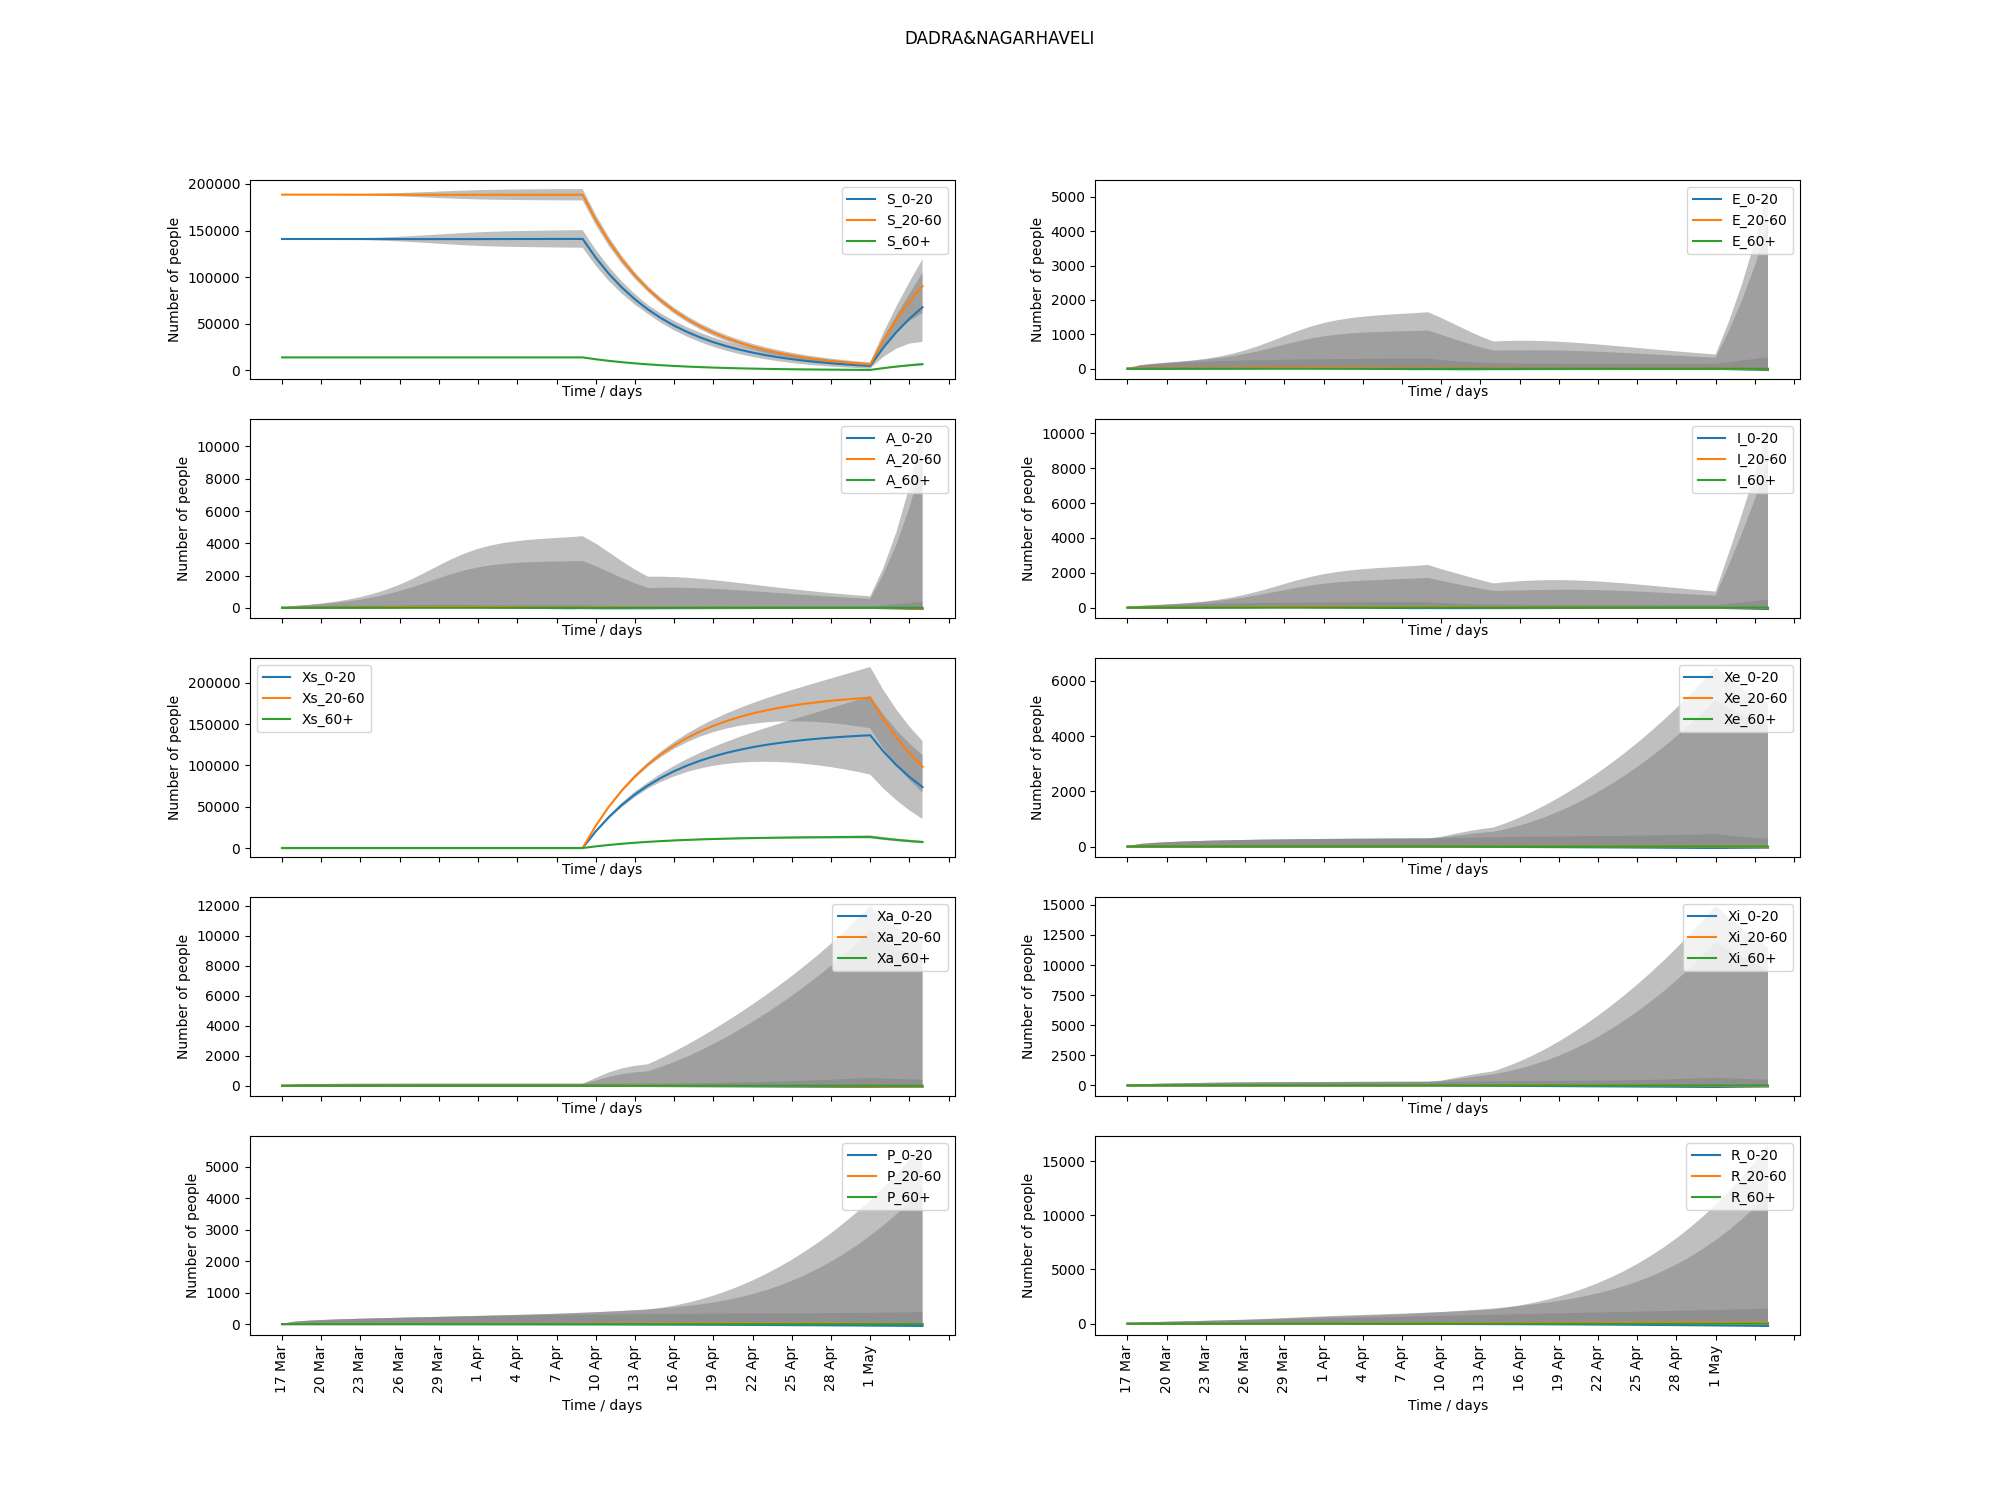 DADRA&NAGARHAVELI
200000
150000
100000
50000
0
Number of people
S_0-20
S_20-60
S_60+
Time / days
5000
4000
3000
2000
1000
0
Number of people
E_0-20
E_20-60
E_60+
Time / days
10000
8000
6000
4000
2000
0
Number of people
A_0-20
A_20-60
A_60+
Time / days
10000
8000
6000
4000
2000
0
Number of people
I_0-20
I_20-60
I_60+
Time / days
200000
150000
100000
50000
0
Number of people
Xs_0-20
Xs_20-60
Xs_60+
Time / days
6000
4000
2000
0
Number of people
Xe_0-20
Xe_20-60
Xe_60+
Time / days
12000
10000
8000
6000
4000
2000
0
Number of people
Xa_0-20
Xa_20-60
Xa_60+
Time / days
15000
12500
10000
7500
5000
2500
0
Number of people
Xi_0-20
Xi_20-60
Xi_60+
Time / days
5000
4000
3000
2000
1000
0
Number of people
P_0-20
P_20-60
P_60+
17 Mar
20 Mar
23 Mar
26 Mar
29 Mar
1 Apr
4 Apr
7 Apr
10 Apr
13 Apr
16 Apr
19 Apr
22 Apr
25 Apr
28 Apr
1 May
Time / days
15000
10000
5000
0
Number of people
R_0-20
R_20-60
R_60+
17 Mar
20 Mar
23 Mar
26 Mar
29 Mar
1 Apr
4 Apr
7 Apr
10 Apr
13 Apr
16 Apr
19 Apr
22 Apr
25 Apr
28 Apr
1 May
Time / days